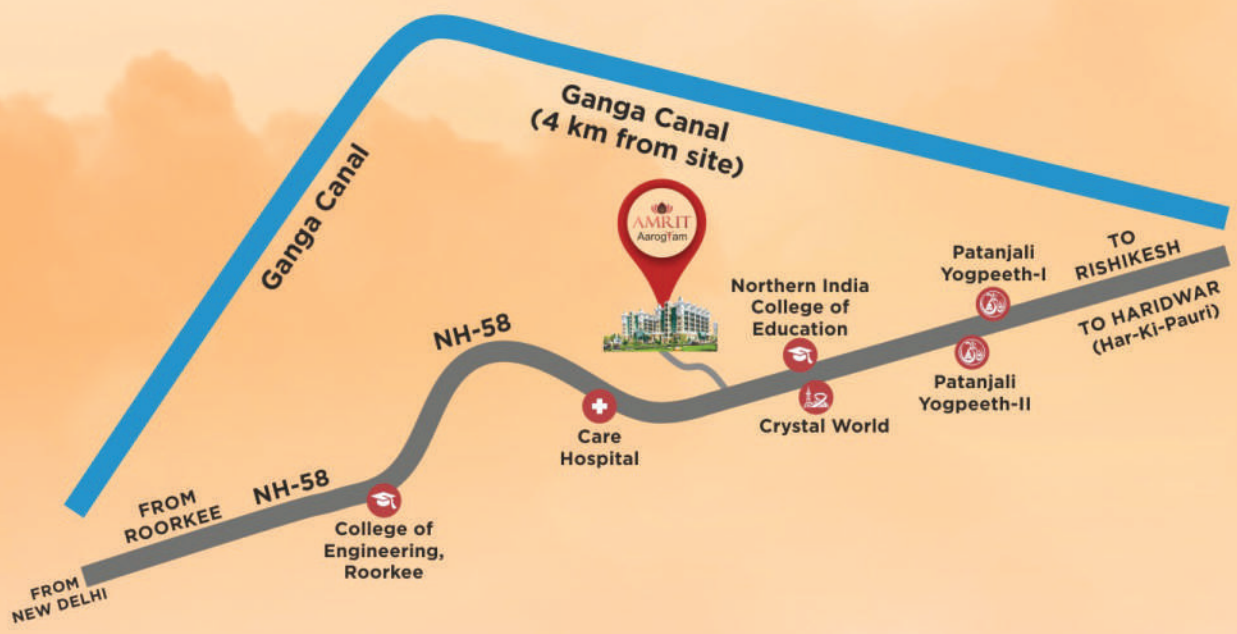 Ganga Canal
(4 km from site)
Ganga Canal
AMRIT
AarogYam
Patanjali
Yogpeeth-I
TO
RISHIKESH
TO HARIDWAR
(Har-Ki-Pauri)
Northern India
College of
Education
NH-58
Patanjali
Yogpeeth-II
Crystal World
Care
Hospital
NH-58
FROM
ROORKEE
College of
Engineering,
Roorkee
FROM
NEW DELHI